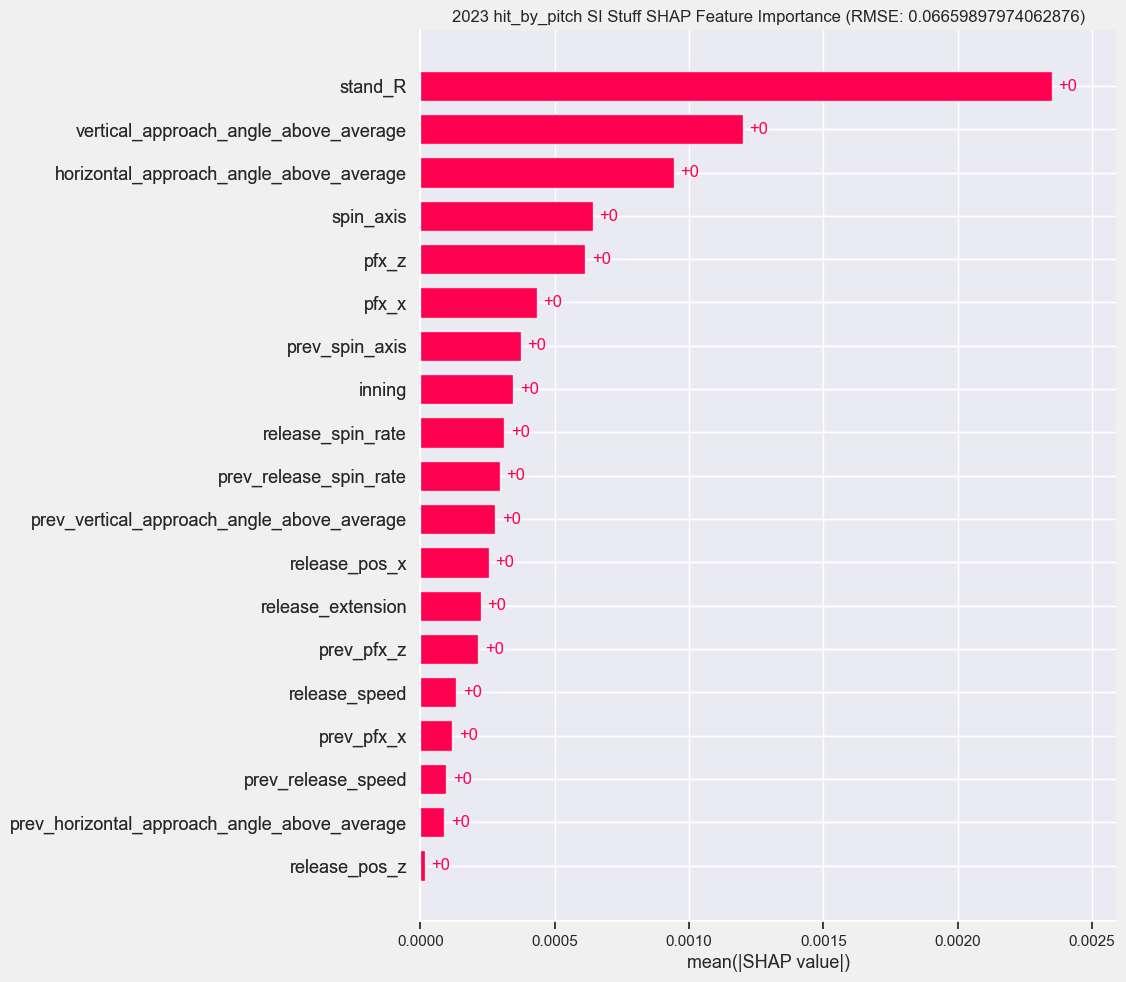 2023 hit_by_pitch SI Stuff SHAP Feature Importance (RMSE: 0.06659897974062876)
stand_R +0
vertical_approach_angle_above_average +0
horizontal_approach_angle_above_average +0
spin_axis +0
pfx_z +0
pfx_x +0
prev_spin_axis +0
inning +0
release_spin_rate +0
prev_release_spin_rate +0
prev_vertical_approach_angle_above_average +0
release_pos_x +0
release_extension +0
prev_pfx_z +0
release_speed +0
prev_pfx_x +0
prev_release_speed +0
prev_horizontal_approach_angle_above_average +0
release_pos_z +0
0.0000 0.0005 0.0010 0.0015 0.0020 0.0025
mean(|SHAP value|)